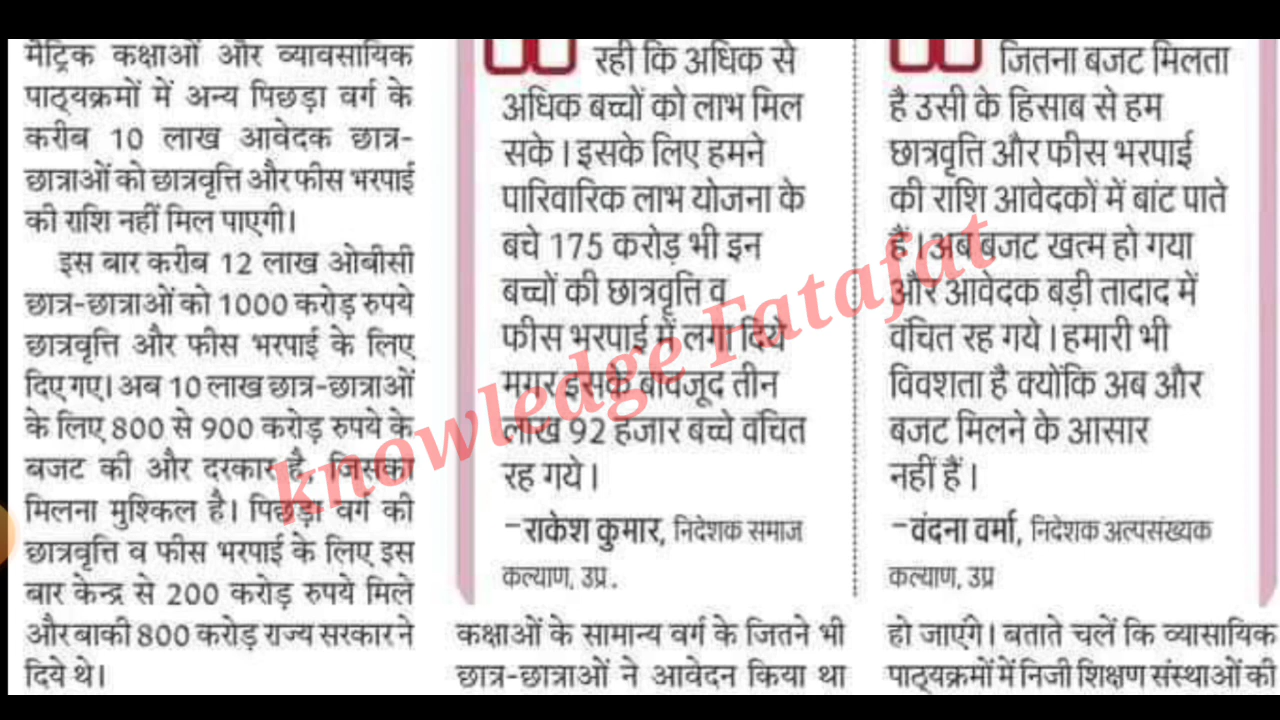 मैट्रिक कक्षाओं और व्यावसायिक
पाठ्यक्रमों में अन्य पिछड़ा वर्ग के
करीब 10 लाख आवेदक छात्र-
छात्राओं को छात्रवृत्ति और फीस भरपाई
की राशि नहीं मिल पाएगी।
इस बार करीब 12 लाख ओबीसी
छात्र-छात्राओं को 1000 करोड़ रुपये
छात्रवृत्ति और फीस भरपाई के लिए
दिए गए। अब 10 लाख छात्र-छात्राओं
के लिए 800 से 900 करोड़ रुपये के
बजट की और दरकार है, जिसका
मिलना मुश्किल है। पिछड़ा वर्ग की
छात्रवृत्ति व फीस भरपाई के लिए इस
बार केन्द्र से 200 करोड़ रुपये मिले
और बाकी 800 करोड़ राज्य सरकार ने
दिये थे।
रही कि अधिक से
अधिक बच्चों को लाभ मिल
सके। इसके लिए हमने
पारिवारिक लाभ योजना के
बचे 175 करोड़ भी इन
बच्चों की छात्रवृत्ति व
फीस भरपाई में लगा दिये
मगर इसके बावजूद तीन
लाख 92 हजार बच्चे वंचित
रह गये।
-राकेश कुमार, निदेशक समाज
कल्याण, उप्र.
कक्षाओं के सामान्य वर्ग के जितने भी
छात्र-छात्राओं ने आवेदन किया था
जितना बजट मिलता
है उसी के हिसाब से हम
छात्रवृत्ति और फीस भरपाई
की राशि आवेदकों में बांट पाते
हैं। अब बजट खत्म हो गया
और आवेदक बड़ी तादाद में
वंचित रह गये। हमारी भी
विवशता है क्योंकि अब और
बजट मिलने के आसार
नहीं हैं।
-वंदना वर्मा, निदेशक अल्पसंख्यक
कल्याण, उप्र
हो जाएंगे। बताते चलें कि व्यासायिक
पाठ्यक्रमों में निजी शिक्षण संस्थाओं की
knowledge Fatafat